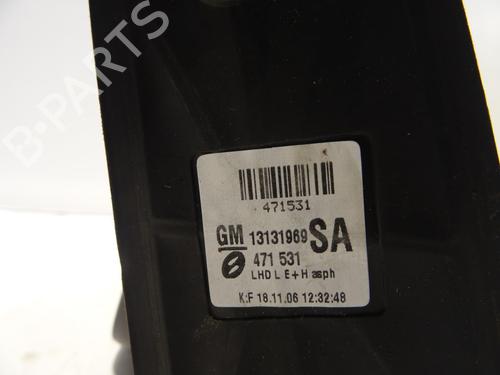 B-PARTS
471531
GM 13131969 SA
471 531
LHD L E+H asph
K:F 18.11.06 12:32:48